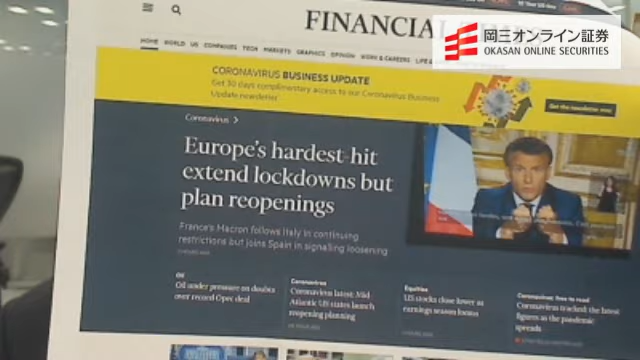 FINANCIAL
岡三オンライン証券
OKASAN ONLINE SECURITIES
HOME WORLD US COMPANIES TECH MARKETS GRAPHICS OPINION WORK & CAREERS LIFE &
CORONAVIRUS BUSINESS UPDATE
Get 30 days complimentary access to our Coronavirus Business
Update newsletter
Get the newsletter now
Coronavirus >
Europe's hardest-hit
extend lockdowns but
plan reopenings
France's Macron follows Italy in continuing
restrictions but joins Spain in signalling loosening
Oil
Oil under pressure on doubts
over record Opec deal
Coronavirus
Coronavirus latest: Mid-
Atlantic US states launch
reopening planning
Equities
US stocks close lower as
earnings season looms
Coronavirus: free to read
Coronavirus tracked: the latest
figures as the pandemic
spreads